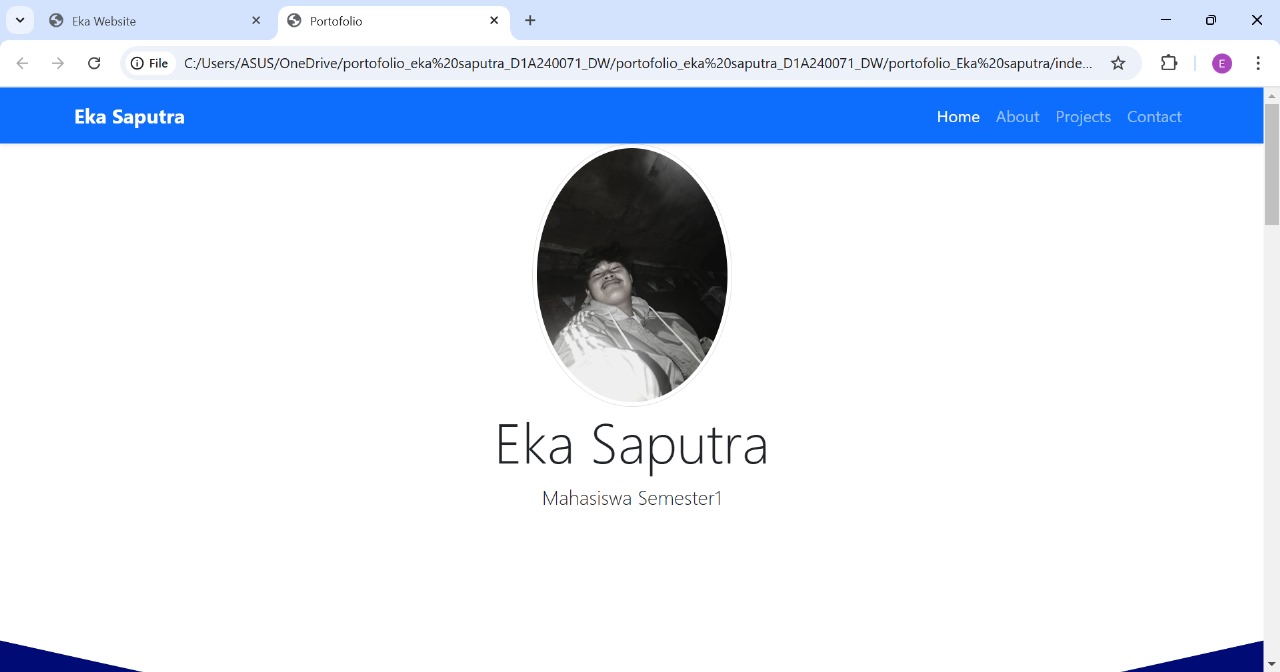 Eka Website
Portofolio
File C:/Users/ASUS/OneDrive/portofolio_eka%20saputra_D1A240071_DW/portofolio_eka%20saputra_D1A240071_DW/portofolio_Eka%20saputra/inde...
E
Eka Saputra
Home About Projects Contact
Eka Saputra
Mahasiswa Semester1